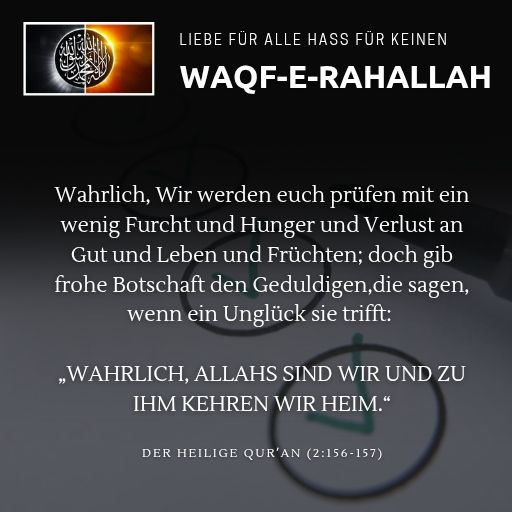 LIEBE FÜR ALLE HASS FÜR KEINEN
WAQF-E-RAHALLAH
Wahrlich, Wir werden euch prüfen mit ein
wenig Furcht und Hunger und Verlust an
Gut und Leben und Früchten; doch gib
frohe Botschaft den Geduldigen,die sagen,
wenn ein Unglück sie trifft:
„WAHRLICH, ALLAHS SIND WIR UND ZU
IHM KEHREN WIR HEIM.“
DER HEILIGE QUR'AN (2:156-157)